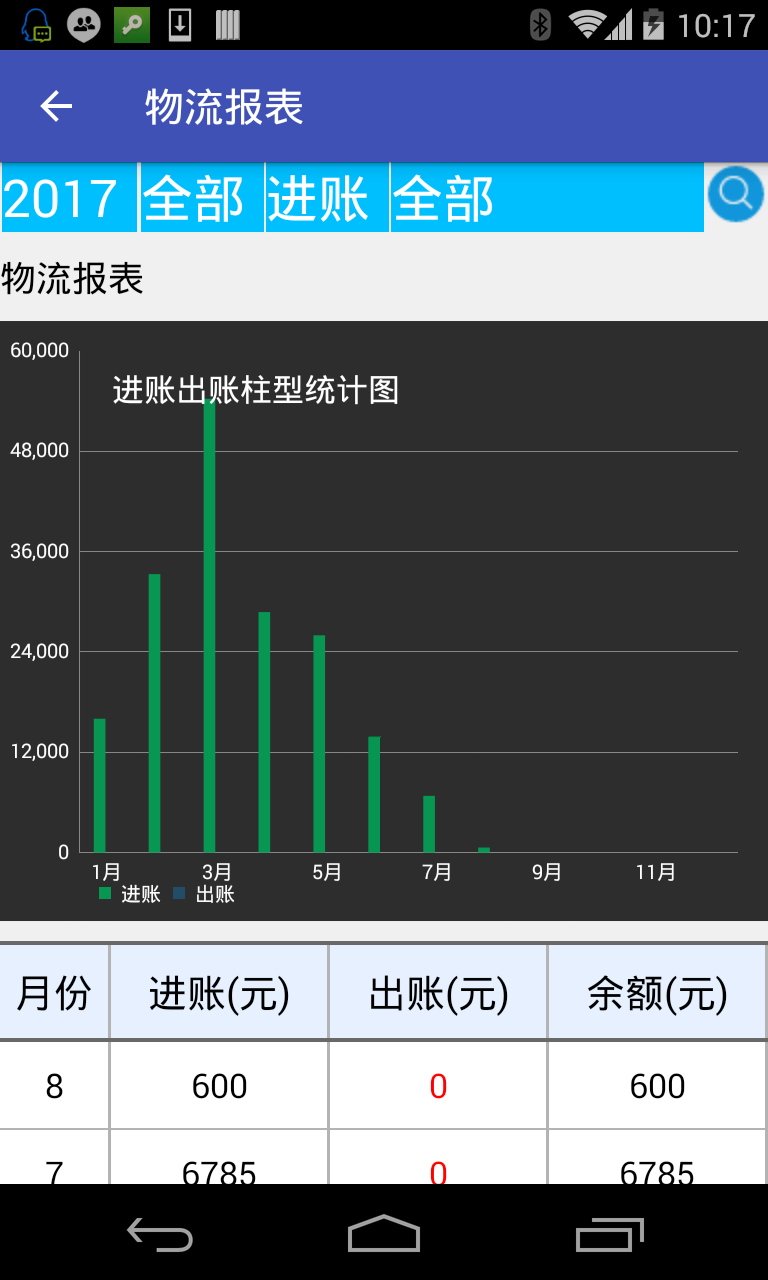 10:17
物流报表
2017 全部 进账 全部
物流报表
60,000
进账出账柱型统计图
48,000
36,000
24,000
12,000
0
1月 3月 5月 7月 9月 11月
进账 出账
月份 进账(元) 出账(元) 余额(元)
8 600 0 600
7 6785 0 6785